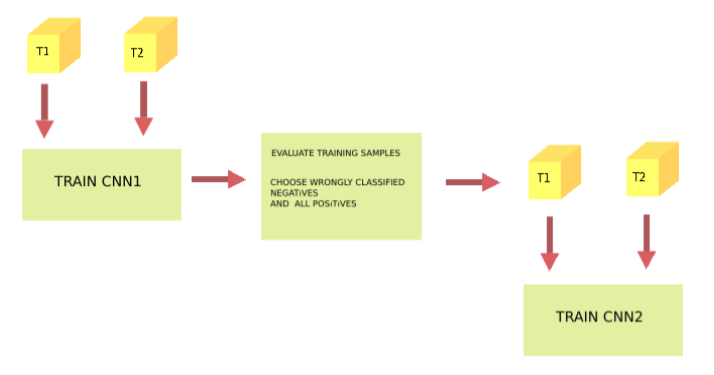 T1
T2
TRAIN CNN1
EVALUATE TRAINING SAMPLES
CHOOSE WRONGLY CLASSIFIED
NEGATiVES
AND ALL POSiTiVES
T1
T2
TRAIN CNN2